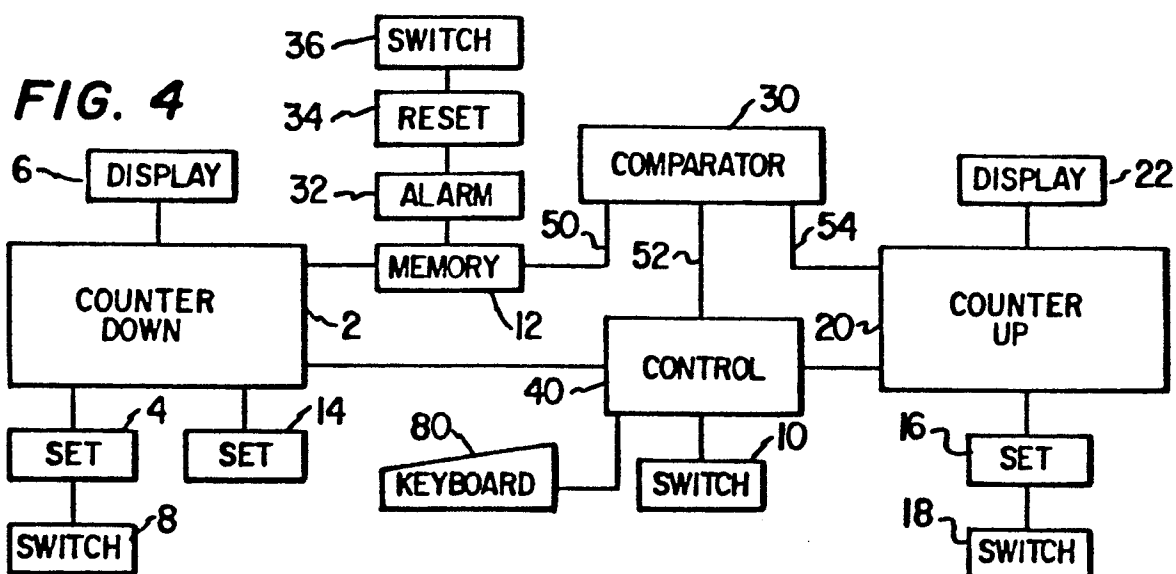 FIG. 4
36 SWITCH
34 RESET
32 ALARM
30
COMPARATOR
6 DISPLAY
DISPLAY 22
50
52
54
MEMORY
12
COUNTER
DOWN
2
20
COUNTER
UP
CONTROL
40
4
SET
14
SET
80
KEYBOARD
10
SWITCH
16
SET
8
SWITCH
18
SWITCH